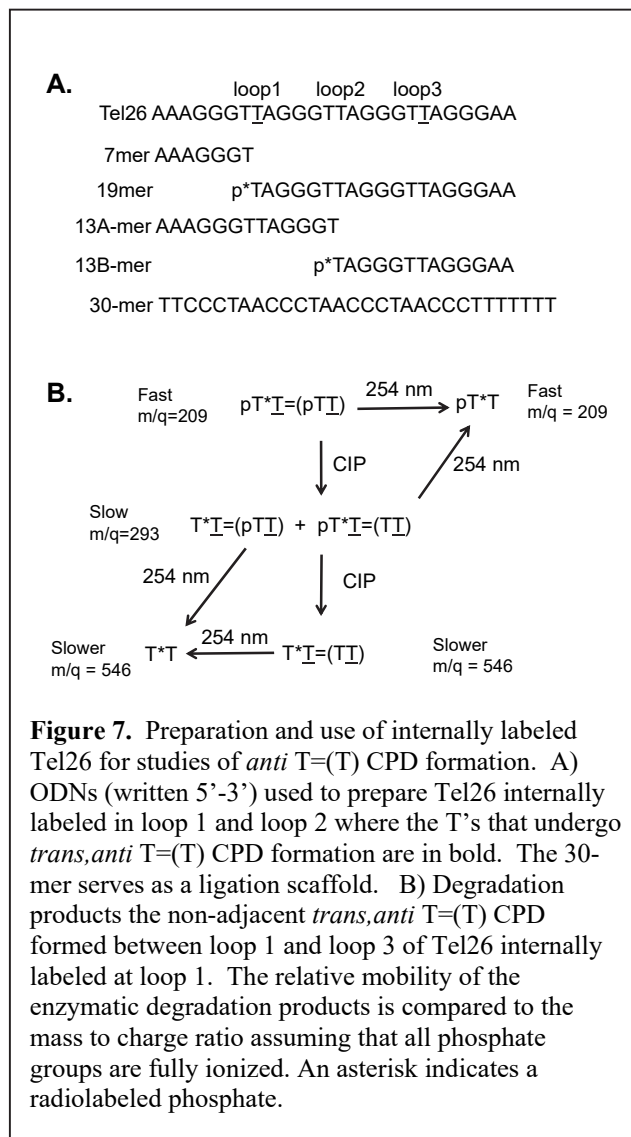 A.
loop1 loop2 loop3
Tel26 AAAGGGTTAGGGTTAGGGTTAGGGAA
7mer AAAGGGT
19mer p*TAGGGTTAGGGTTAGGGAA
13A-mer AAAGGGTTAGGGT
13B-mer p*TAGGGTTAGGGAA
30-mer TTCCCTAACCCTAACCCTAACCCTTTTTTT
B.
Fast m/q=209 pT*T=(pTT) 254 nm pT*T Fast m/q = 209
CIP 254 nm
Slow m/q=293 T*T=(pTT) + pT*T=(TT)
254 nm CIP
Slower m/q = 546 T*T 254 nm T*T=(TT) Slower m/q = 546
Figure 7. Preparation and use of internally labeled
Tel26 for studies of anti T=(T) CPD formation. A)
ODNs (written 5'-3') used to prepare Tel26 internally
labeled in loop 1 and loop 2 where the T's that undergo
trans,anti T=(T) CPD formation are in bold. The 30-
mer serves as a ligation scaffold. B) Degradation
products the non-adjacent trans,anti T=(T) CPD
formed between loop 1 and loop 3 of Tel26 internally
labeled at loop 1. The relative mobility of the
enzymatic degradation products is compared to the
mass to charge ratio assuming that all phosphate
groups are fully ionized. An asterisk indicates a
radiolabeled phosphate.